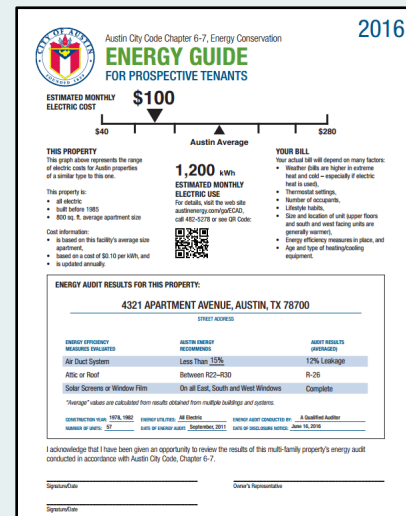 2016
CITY OF AUSTIN
FOUNDED 1839
Austin City Code Chapter 6-7, Energy Conservation
ENERGY GUIDE
FOR PROSPECTIVE TENANTS
ESTIMATED MONTHLY
ELECTRIC COST
$100
$40
$280
Austin Average
THIS PROPERTY
This graph above represents the range
of electric costs for Austin properties
of a similar type to this one.
This property is:
• all electric
• built before 1985
• 800 sq. ft. average apartment size
Cost information:
• is based on this facility's average size
apartment,
• based on a cost of $0.10 per kWh, and
• is updated annually.
1,200 kWh
ESTIMATED MONTHLY
ELECTRIC USE
For details, visit the web site
austinenergy.com/go/ECAD,
call 482-5278 or see QR Code:
YOUR BILL
Your actual bill will depend on many factors:
• Weather (bills are higher in extreme
heat and cold – especially if electric
heat is used),
• Thermostat settings,
• Number of occupants,
• Lifestyle habits,
• Size and location of unit (upper floors
and south and west facing units are
generally warmer),
• Energy efficiency measures in place, and
• Age and type of heating/cooling
equipment.
ENERGY AUDIT RESULTS FOR THIS PROPERTY:
4321 APARTMENT AVENUE, AUSTIN, TX 78700
STREET ADDRESS
ENERGY EFFICIENCY
MEASURES EVALUATED
AUSTIN ENERGY
RECOMMENDS
AUDIT RESULTS
(AVERAGED)
Air Duct System Less Than 15% 12% Leakage
Attic or Roof Between R22–R30 R-26
Solar Screens or Window Film On all East, South and West Windows Complete
"Average" values are calculated from results obtained from multiple buildings and systems.
CONSTRUCTION YEAR: 1978, 1982 ENERGY UTILITIES: All Electric ENERGY AUDIT CONDUCTED BY: A Qualified Auditor
NUMBER OF UNITS: 57 DATE OF ENERGY AUDIT: September, 2011 DATE OF DISCLOSURE NOTICE: June 16, 2016
I acknowledge that I have been given an opportunity to review the results of this multi-family property's energy audit
conducted in accordance with Austin City Code, Chapter 6-7.
Signature/Date
Owner's Representative
Signature/Date